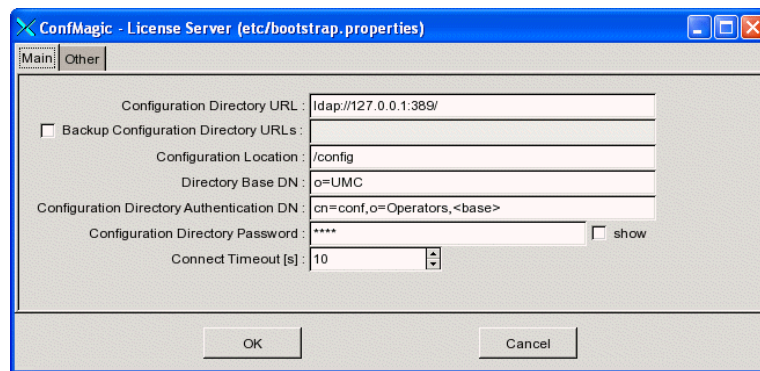 ConfMagic - License Server (etc/bootstrap.properties)
Main Other
Configuration Directory URL : ldap://127.0.0.1:389/
Backup Configuration Directory URLs :
Configuration Location : /config
Directory Base DN : o=UMC
Configuration Directory Authentication DN : cn=conf,o=Operators,<base>
Configuration Directory Password : **** show
Connect Timeout [s] : 10
OK Cancel